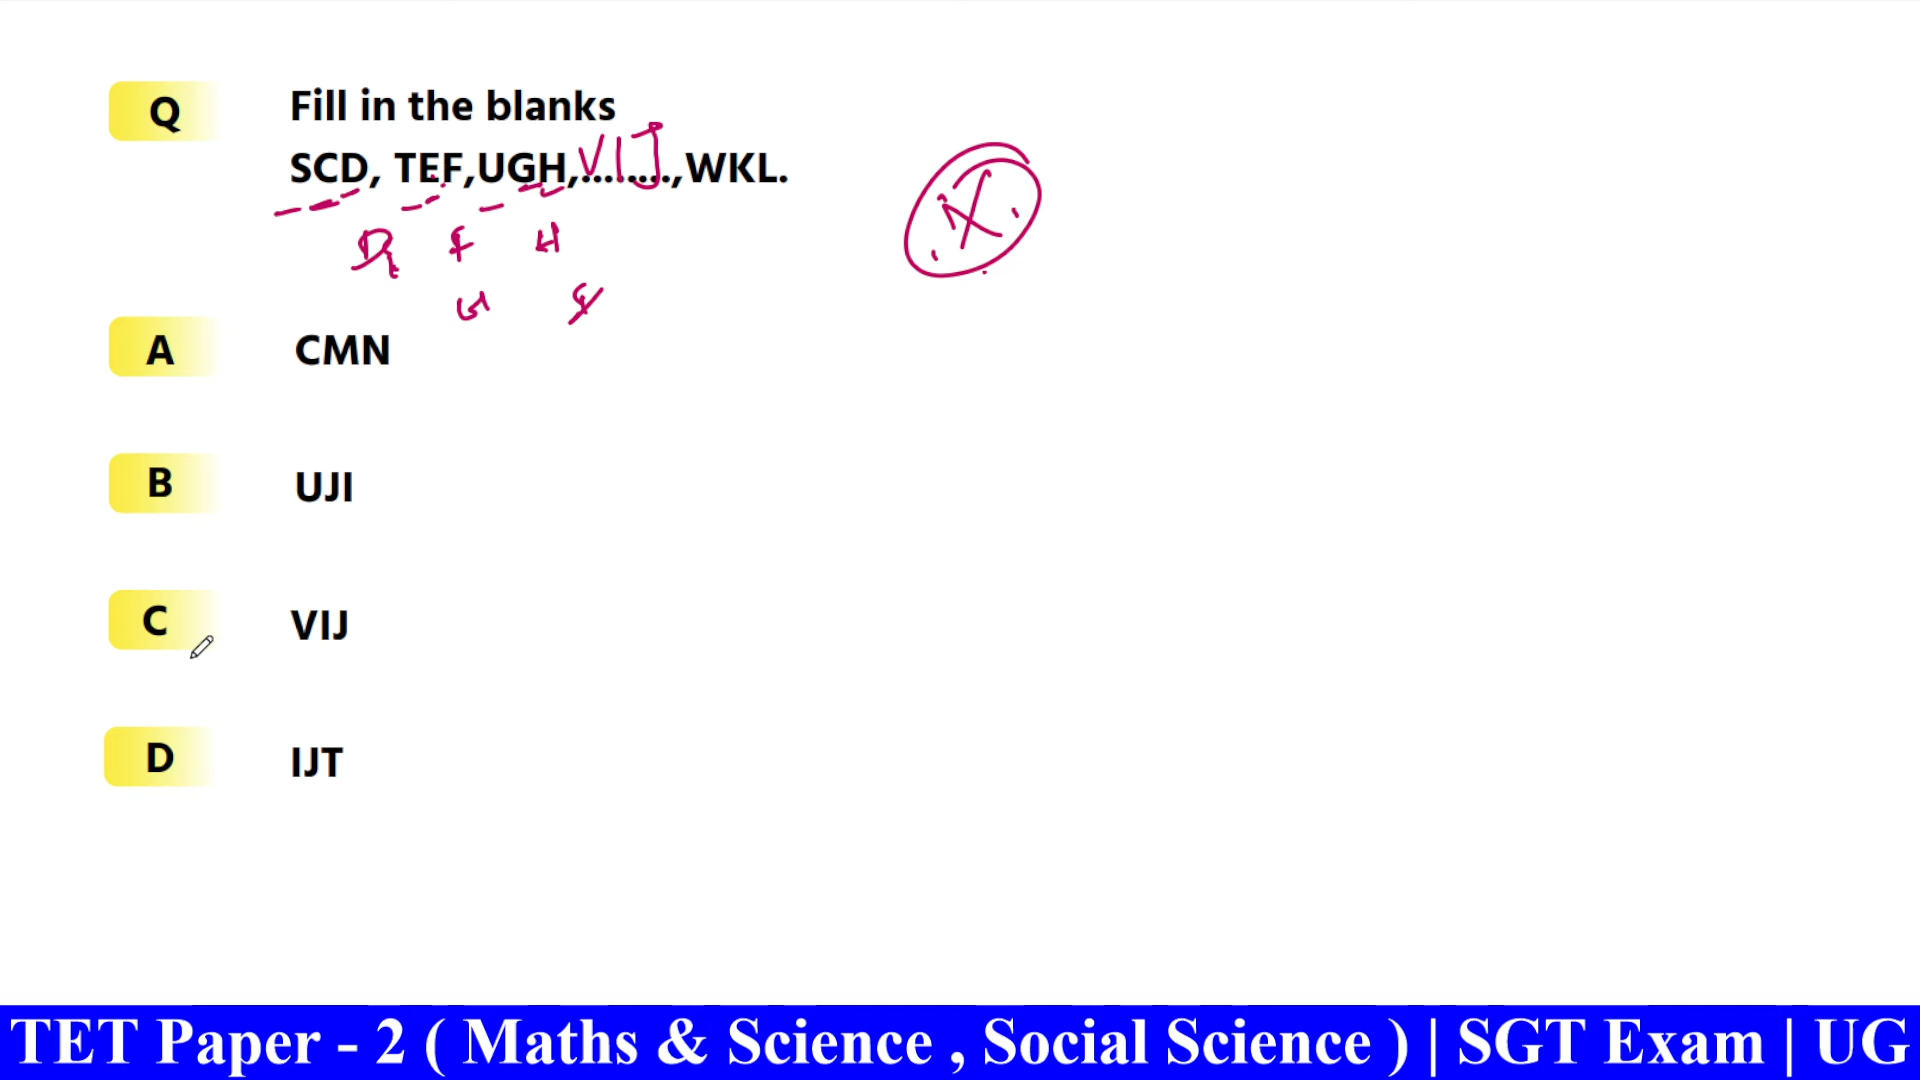 Q Fill in the blanks
SCD, TEF,UGH,........,WKL.
VIJ
A CMN
B UJI
C VIJ
D IJT
TET Paper - 2 ( Maths & Science , Social Science ) | SGT Exam | UG